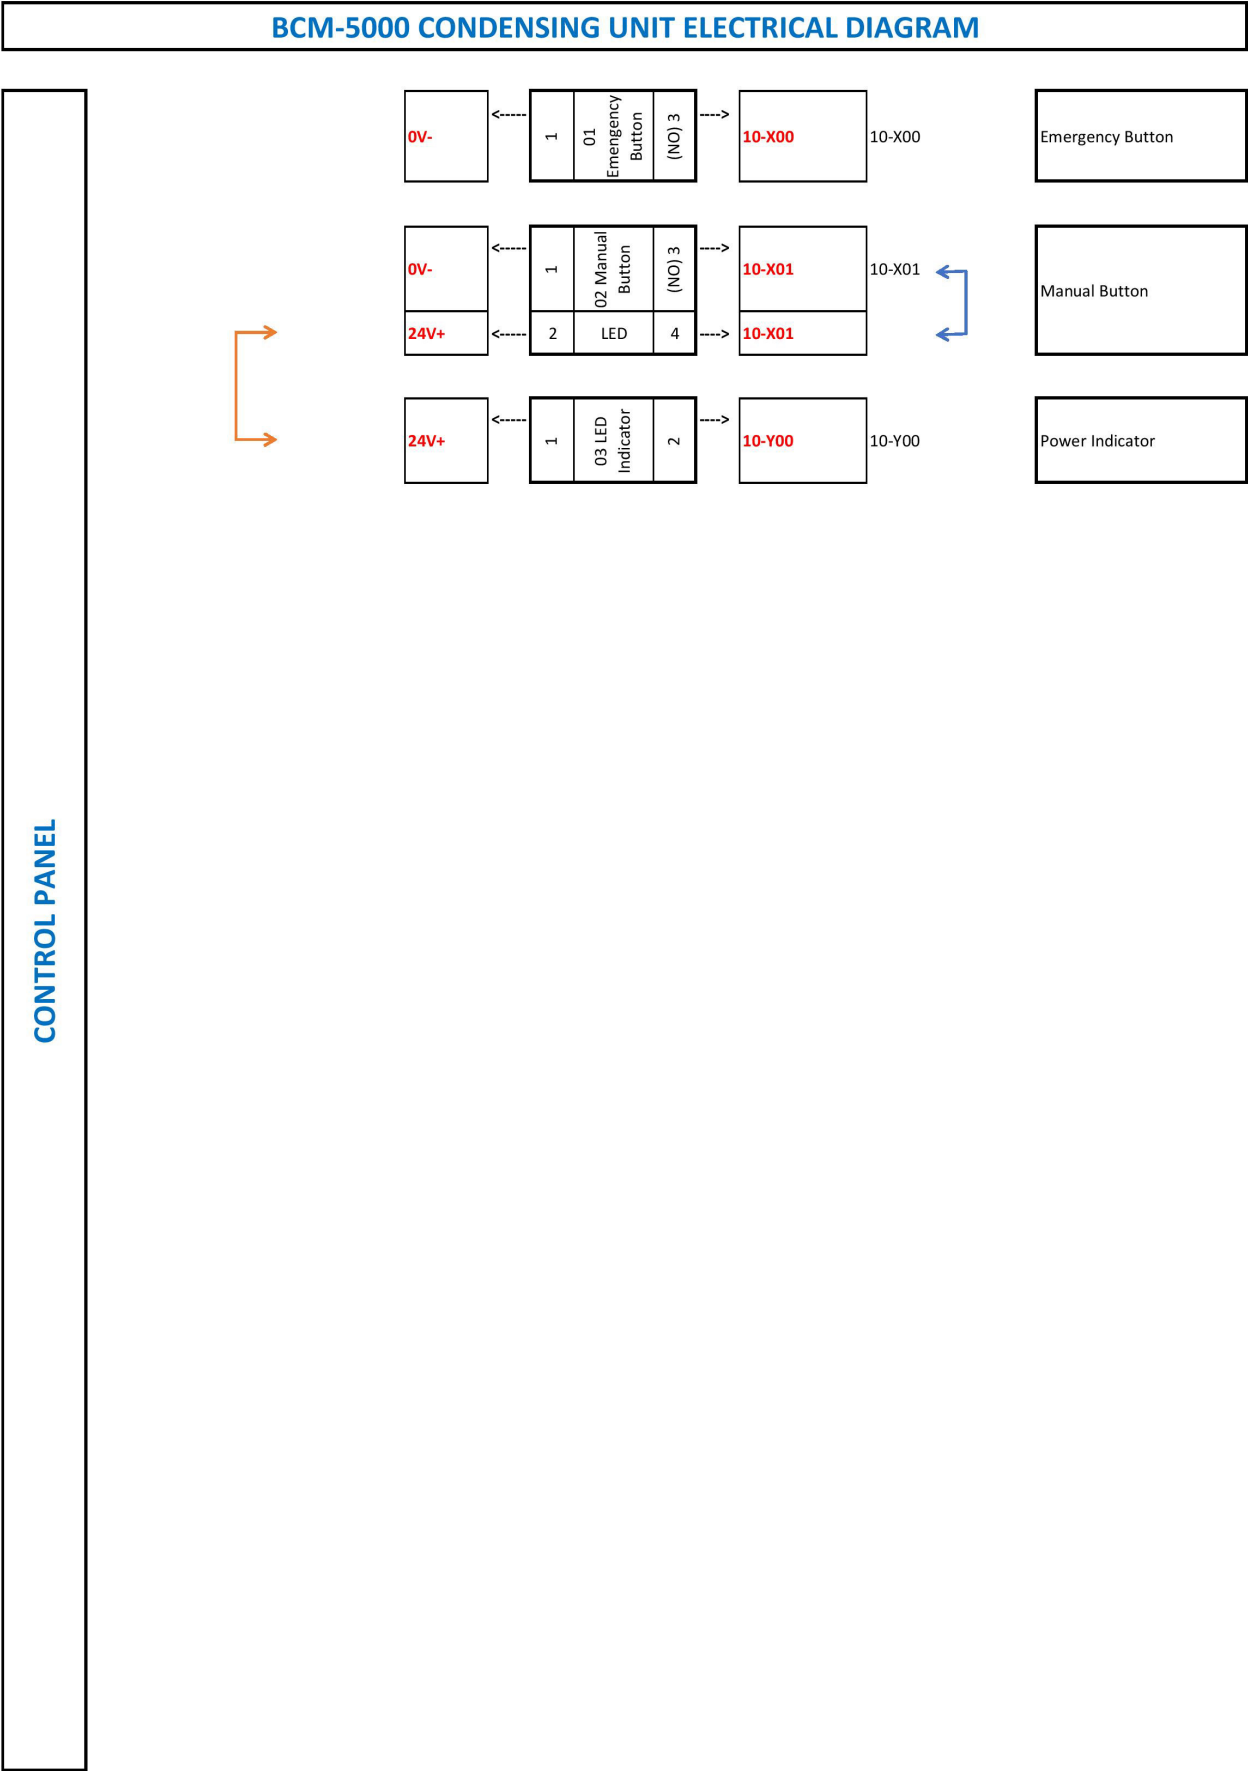 BCM-5000 CONDENSING UNIT ELECTRICAL DIAGRAM
CONTROL PANEL
0V-
<-----
1
01
Emengency
Button
(NO) 3
---->
10-X00
10-X00
Emergency Button
0V-
<-----
1
02 Manual
Button
(NO) 3
---->
10-X01
10-X01
Manual Button
24V+
<-----
2
LED
4
---->
10-X01
24V+
<-----
1
03 LED
Indicator
2
---->
10-Y00
10-Y00
Power Indicator